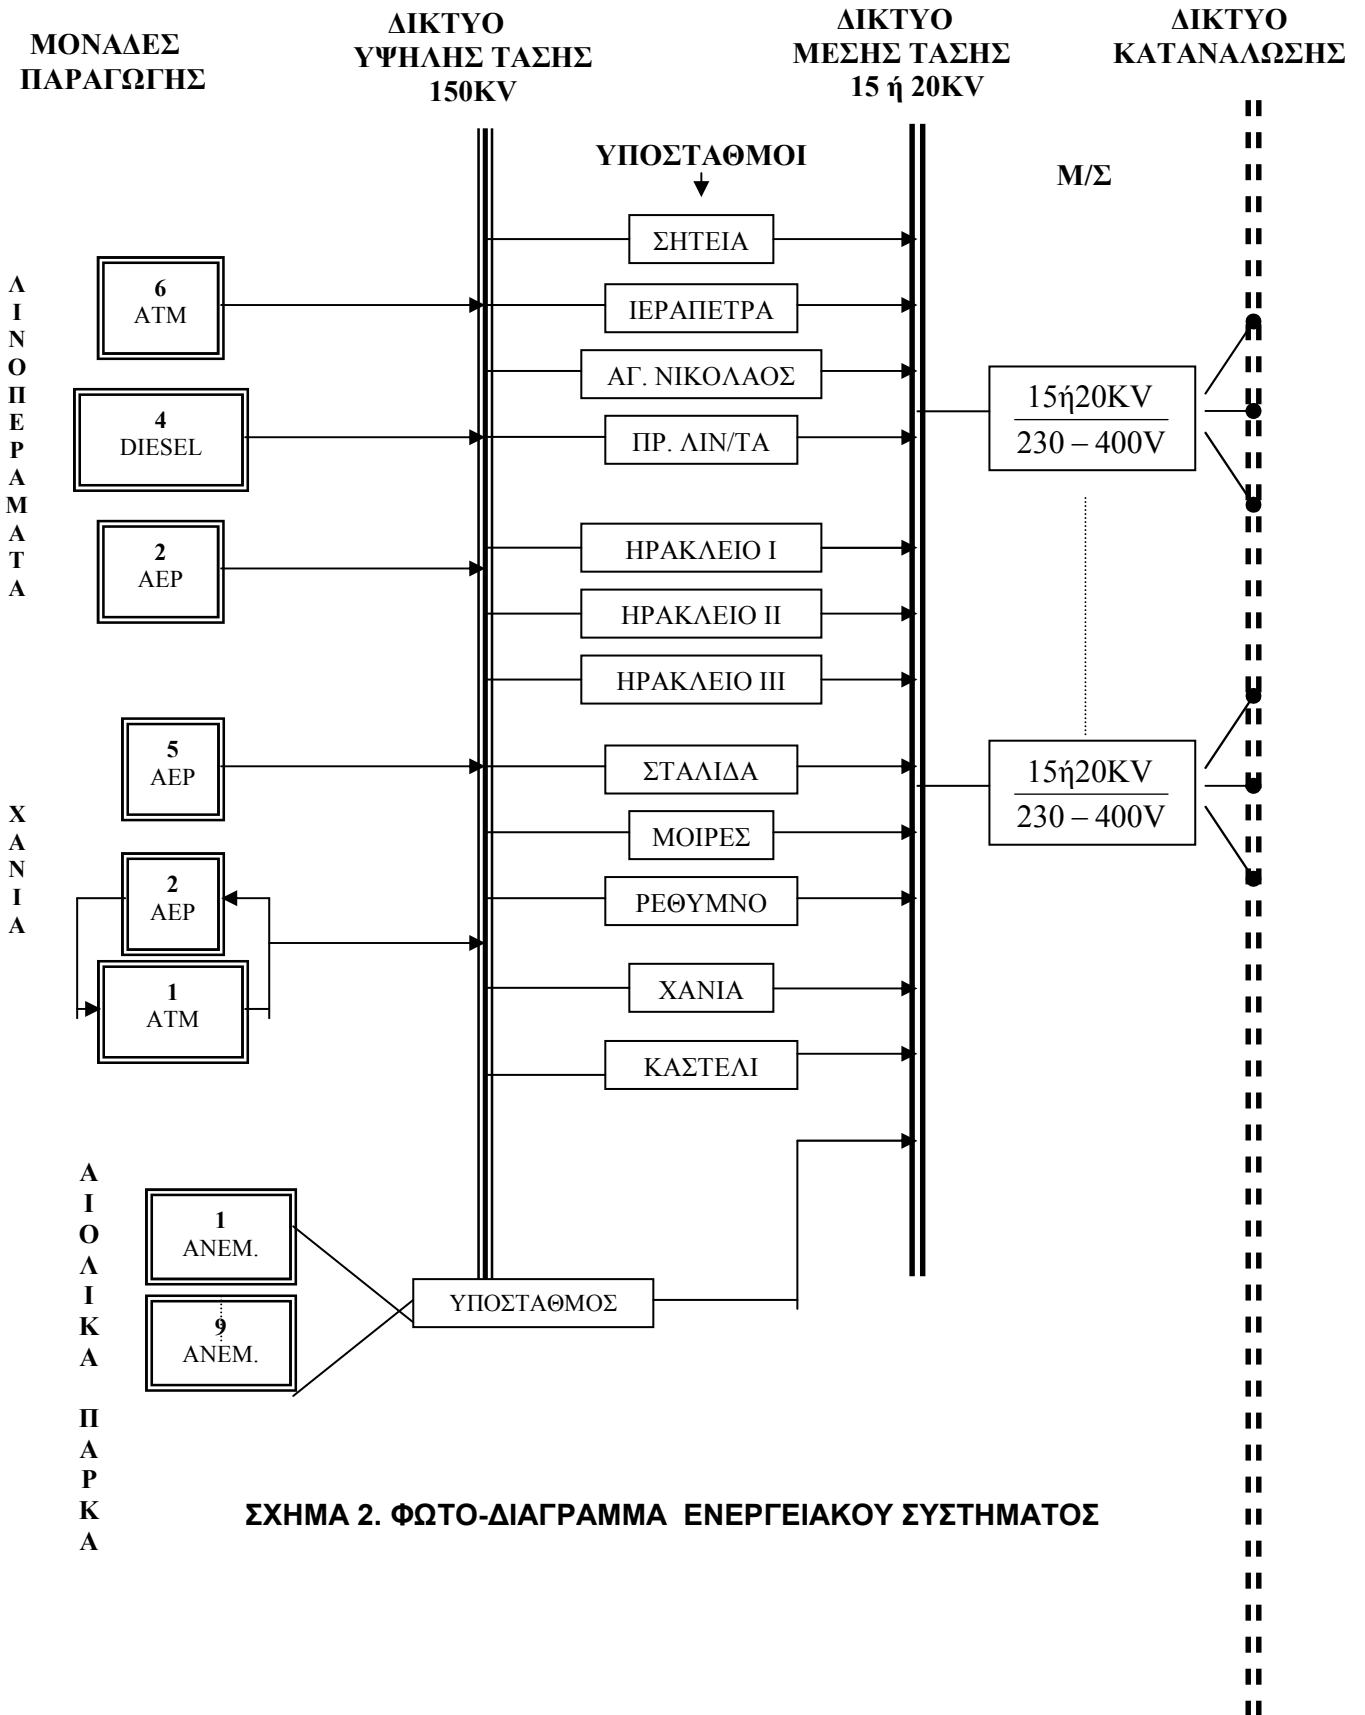 ΜΟΝΑΔΕΣ
ΠΑΡΑΓΩΓΗΣ
ΔΙΚΤΥΟ
ΥΨΗΛΗΣ ΤΑΣΗΣ
150KV
ΔΙΚΤΥΟ
ΜΕΣΗΣ ΤΑΣΗΣ
15 ή 20KV
ΔΙΚΤΥΟ
ΚΑΤΑΝΑΛΩΣΗΣ
ΥΠΟΣΤΑΘΜΟΙ
Μ/Σ
ΛΙΝΟΠΕΡΑΜΑΤΑ
6
ΑΤΜ
4
DIESEL
2
ΑΕΡ
ΧΑΝΙΑ
5
ΑΕΡ
2
ΑΕΡ
1
ΑΤΜ
ΑΙΟΛΙΚΑ ΠΑΡΚΑ
1
ΑΝΕΜ.
9
ΑΝΕΜ.
ΣΗΤΕΙΑ
ΙΕΡΑΠΕΤΡΑ
ΑΓ. ΝΙΚΟΛΑΟΣ
ΠΡ. ΛΙΝ/ΤΑ
ΗΡΑΚΛΕΙΟ Ι
ΗΡΑΚΛΕΙΟ ΙΙ
ΗΡΑΚΛΕΙΟ ΙΙΙ
ΣΤΑΛΙΔΑ
ΜΟΙΡΕΣ
ΡΕΘΥΜΝΟ
ΧΑΝΙΑ
ΚΑΣΤΕΛΙ
ΥΠΟΣΤΑΘΜΟΣ
15ή20KV
230 – 400V
15ή20KV
230 – 400V
ΣΧΗΜΑ 2. ΦΩΤΟ-ΔΙΑΓΡΑΜΜΑ ΕΝΕΡΓΕΙΑΚΟΥ ΣΥΣΤΗΜΑΤΟΣ